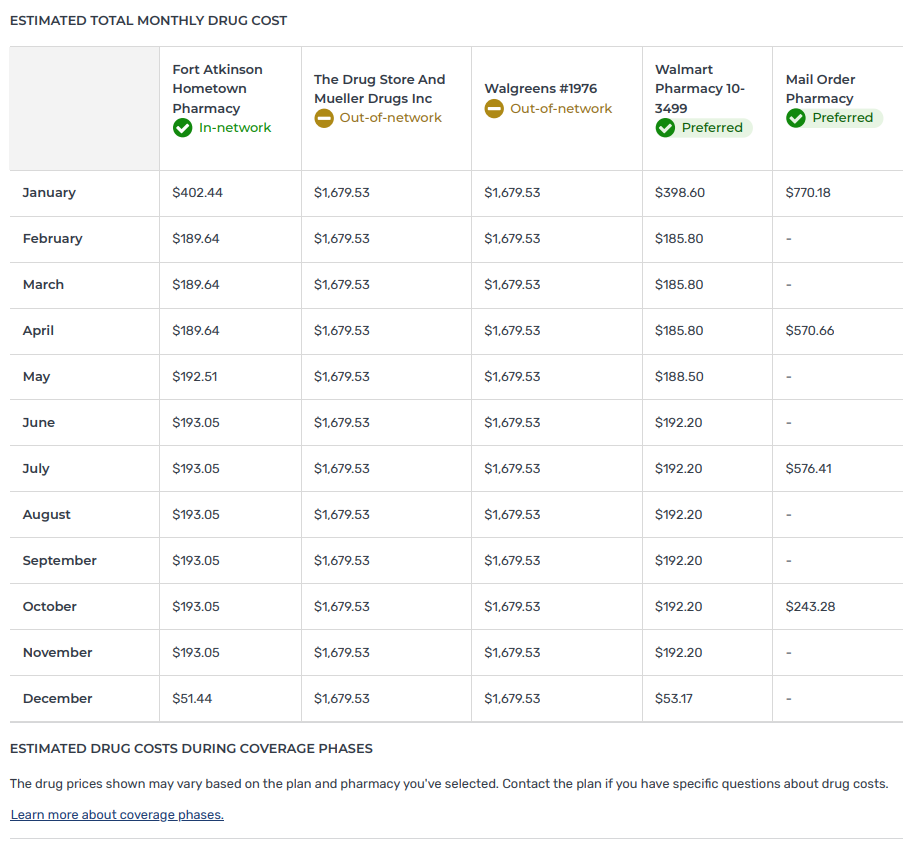 ESTIMATED TOTAL MONTHLY DRUG COST
Fort Atkinson
Hometown
Pharmacy
In-network
The Drug Store And
Mueller Drugs Inc
Out-of-network
Walgreens #1976
Out-of-network
Walmart
Pharmacy 10-
3499
Preferred
Mail Order
Pharmacy
Preferred
January $402.44 $1,679.53 $1,679.53 $398.60 $770.18
February $189.64 $1,679.53 $1,679.53 $185.80 -
March $189.64 $1,679.53 $1,679.53 $185.80 -
April $189.64 $1,679.53 $1,679.53 $185.80 $570.66
May $192.51 $1,679.53 $1,679.53 $188.50 -
June $193.05 $1,679.53 $1,679.53 $192.20 -
July $193.05 $1,679.53 $1,679.53 $192.20 $576.41
August $193.05 $1,679.53 $1,679.53 $192.20 -
September $193.05 $1,679.53 $1,679.53 $192.20 -
October $193.05 $1,679.53 $1,679.53 $192.20 $243.28
November $193.05 $1,679.53 $1,679.53 $192.20 -
December $51.44 $1,679.53 $1,679.53 $53.17 -
ESTIMATED DRUG COSTS DURING COVERAGE PHASES
The drug prices shown may vary based on the plan and pharmacy you've selected. Contact the plan if you have specific questions about drug costs.
Learn more about coverage phases.